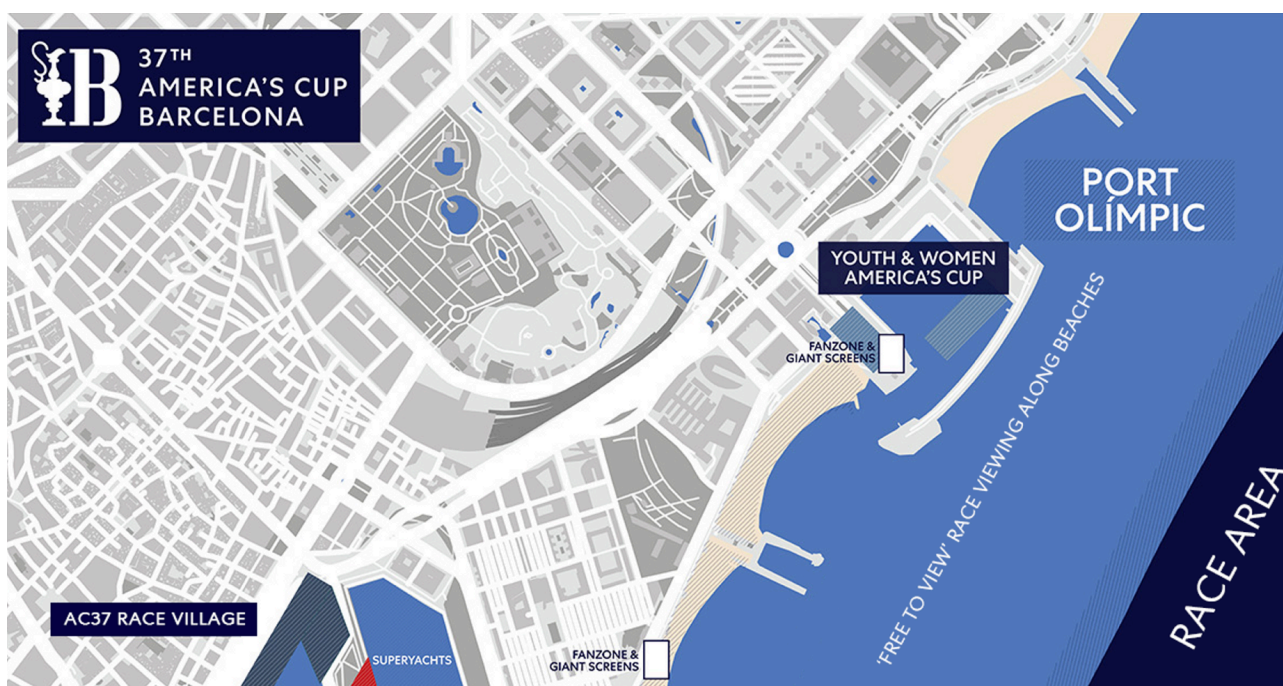 B
37TH
AMERICA'S CUP
BARCELONA
PORT
OLÍMPIC
YOUTH & WOMEN
AMERICA'S CUP
FANZONE &
GIANT SCREENS
'FREE TO VIEW' RACE VIEWING ALONG BEACHES
RACE AREA
AC37 RACE VILLAGE
SUPERYACHTS
FANZONE &
GIANT SCREENS